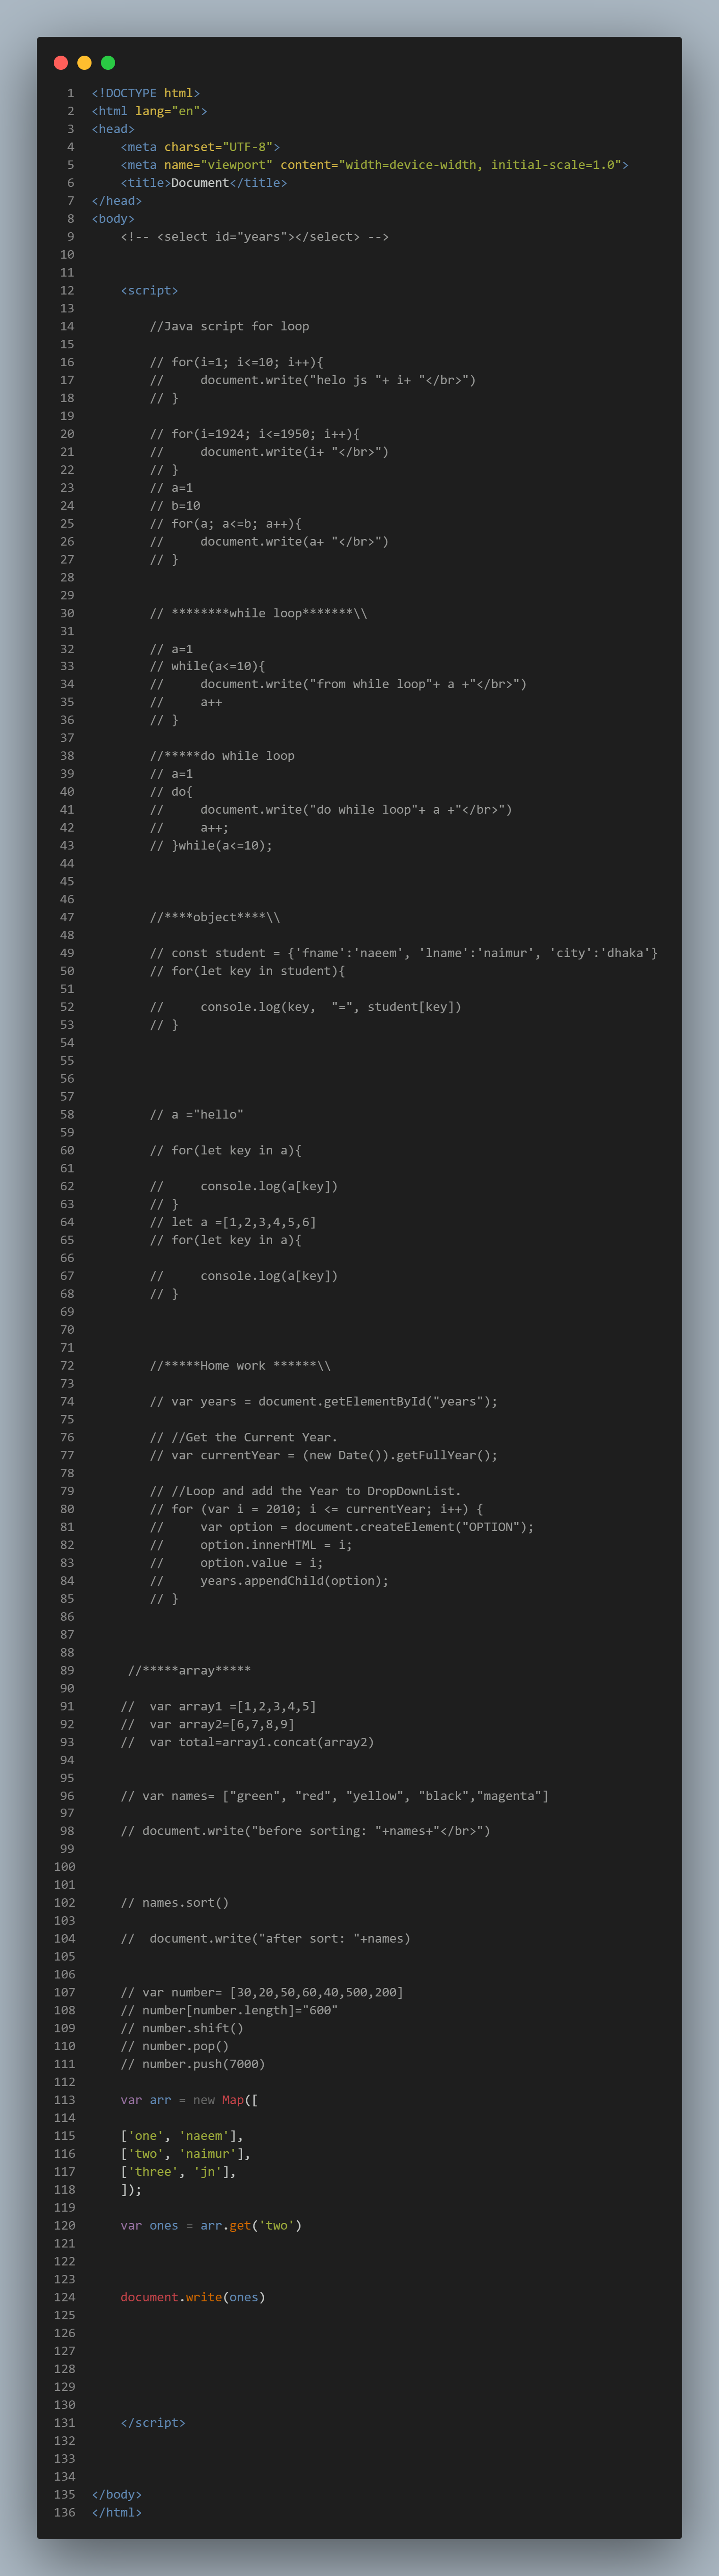 1 <!DOCTYPE html>
2 <html lang="en">
3 <head>
4     <meta charset="UTF-8">
5     <meta name="viewport" content="width=device-width, initial-scale=1.0">
6     <title>Document</title>
7 </head>
8 <body>
9     <!-- <select id="years"></select> -->
10
11
12     <script>
13
14         //Java script for loop
15
16         // for(i=1; i<=10; i++){
17         //     document.write("helo js "+ i+ "</br>")
18         // }
19
20         // for(i=1924; i<=1950; i++){
21         //     document.write(i+ "</br>")
22         // }
23         // a=1
24         // b=10
25         // for(a; a<=b; a++){
26         //     document.write(a+ "</br>")
27         // }
28
29
30         // ********while loop*******\\
31
32         // a=1
33         // while(a<=10){
34         //     document.write("from while loop"+ a +"</br>")
35         //     a++
36         // }
37
38         //*****do while loop
39         // a=1
40         // do{
41         //     document.write("do while loop"+ a +"</br>")
42         //     a++;
43         // }while(a<=10);
44
45
46
47         //****object****\\
48
49         // const student = {'fname':'naeem', 'lname':'naimur', 'city':'dhaka'}
50         // for(let key in student){
51
52         //     console.log(key,  "=", student[key])
53         // }
54
55
56
57
58         // a ="hello"
59
60         // for(let key in a){
61
62         //     console.log(a[key])
63         // }
64         // let a =[1,2,3,4,5,6]
65         // for(let key in a){
66
67         //     console.log(a[key])
68         // }
69
70
71
72         //*****Home work ******\\
73
74         // var years = document.getElementById("years");
75
76         // //Get the Current Year.
77         // var currentYear = (new Date()).getFullYear();
78
79         // //Loop and add the Year to DropDownList.
80         // for (var i = 2010; i <= currentYear; i++) {
81         //     var option = document.createElement("OPTION");
82         //     option.innerHTML = i;
83         //     option.value = i;
84         //     years.appendChild(option);
85         // }
86
87
88
89      //*****array*****
90
91     //  var array1 =[1,2,3,4,5]
92     //  var array2=[6,7,8,9]
93     //  var total=array1.concat(array2)
94
95
96     // var names= ["green", "red", "yellow", "black","magenta"]
97
98     // document.write("before sorting: "+names+"</br>")
99
100
101
102     // names.sort()
103
104     //  document.write("after sort: "+names)
105
106
107     // var number= [30,20,50,60,40,500,200]
108     // number[number.length]="600"
109     // number.shift()
110     // number.pop()
111     // number.push(7000)
112
113     var arr = new Map([
114
115     ['one', 'naeem'],
116     ['two', 'naimur'],
117     ['three', 'jn'],
118     ]);
119
120     var ones = arr.get('two')
121
122
123
124     document.write(ones)
125
126
127
128
129
130
131     </script>
132
133
134
135 </body>
136 </html>